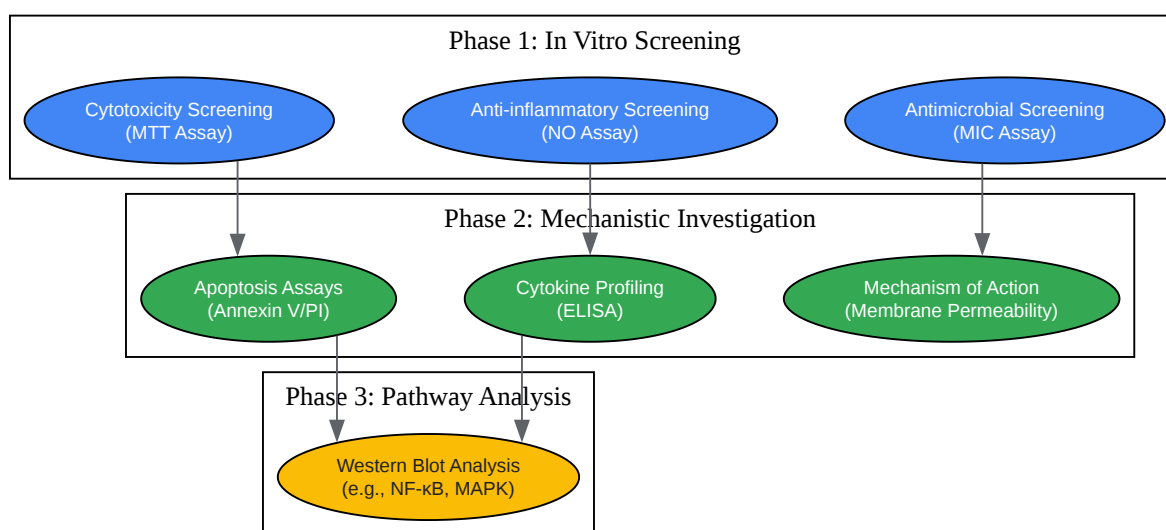 Phase 1: In Vitro Screening
Cytotoxicity Screening
(MTT Assay)
Anti-inflammatory Screening
(NO Assay)
Antimicrobial Screening
(MIC Assay)
Phase 2: Mechanistic Investigation
Apoptosis Assays
(Annexin V/PI)
Cytokine Profiling
(ELISA)
Mechanism of Action
(Membrane Permeability)
Phase 3: Pathway Analysis
Western Blot Analysis
(e.g., NF-κB, MAPK)